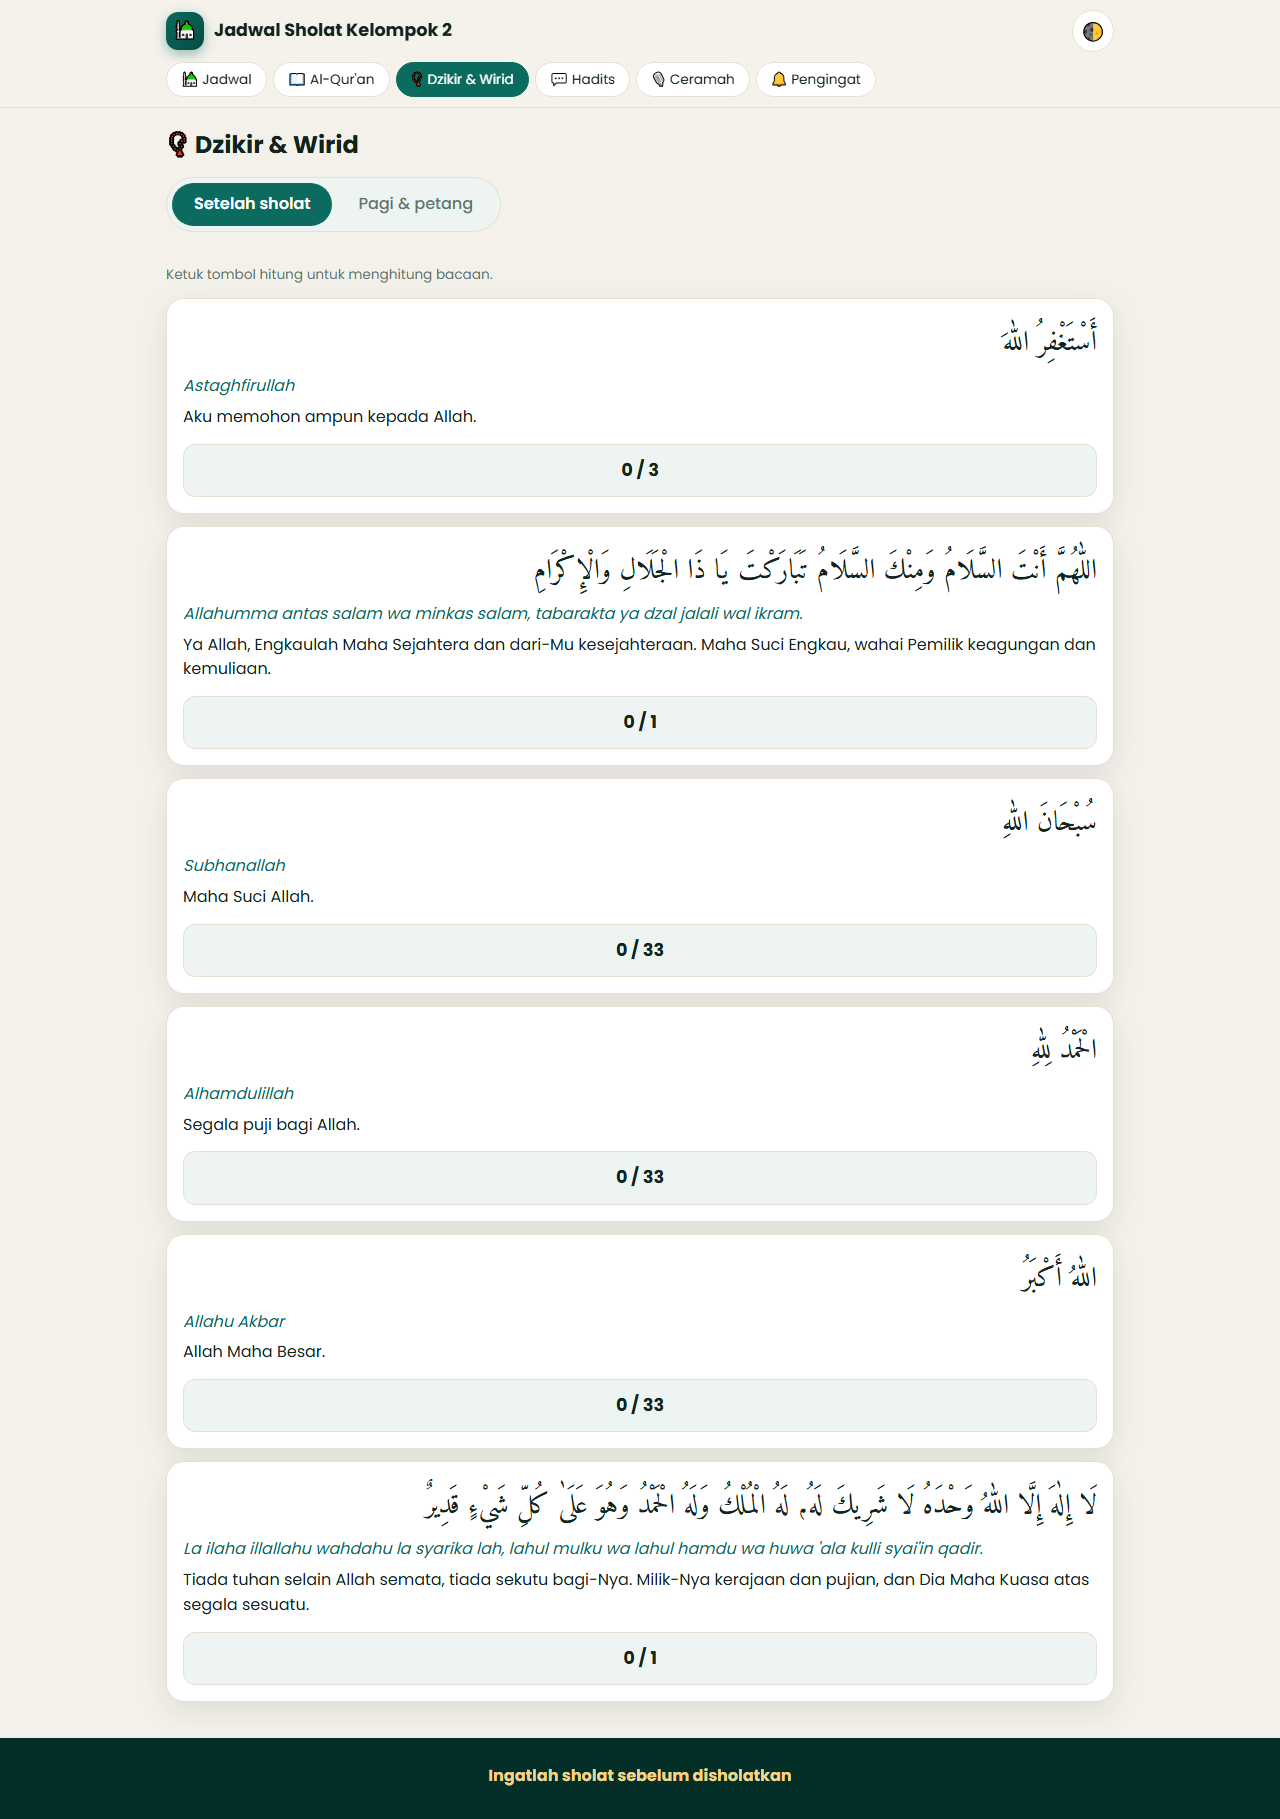 Jadwal Sholat Kelompok 2
Jadwal
Al-Qur'an
Dzikir & Wirid
Hadits
Ceramah
Pengingat
Dzikir & Wirid
Setelah sholat
Pagi & petang
Ketuk tombol hitung untuk menghitung bacaan.
أَسْتَغْفِرُ اللّٰهَ
Astaghfirullah
Aku memohon ampun kepada Allah.
0 / 3
اللّٰهُمَّ أَنْتَ السَّلَامُ وَمِنْكَ السَّلَامُ تَبَارَكْتَ يَا ذَا الْجَلَالِ وَالْإِكْرَامِ
Allahumma antas salam wa minkas salam, tabarakta ya dzal jalali wal ikram.
Ya Allah, Engkaulah Maha Sejahtera dan dari-Mu kesejahteraan. Maha Suci Engkau, wahai Pemilik keagungan dan
kemuliaan.
0 / 1
سُبْحَانَ اللّٰهِ
Subhanallah
Maha Suci Allah.
0 / 33
الْحَمْدُ لِلّٰهِ
Alhamdulillah
Segala puji bagi Allah.
0 / 33
اللّٰهُ أَكْبَرُ
Allahu Akbar
Allah Maha Besar.
0 / 33
لَا إِلٰهَ إِلَّا اللّٰهُ وَحْدَهُ لَا شَرِيكَ لَهُ، لَهُ الْمُلْكُ وَلَهُ الْحَمْدُ وَهُوَ عَلَىٰ كُلِّ شَيْءٍ قَدِيرٌ
La ilaha illallahu wahdahu la syarika lah, lahul mulku wa lahul hamdu wa huwa 'ala kulli syai'in qadir.
Tiada tuhan selain Allah semata, tiada sekutu bagi-Nya. Milik-Nya kerajaan dan pujian, dan Dia Maha Kuasa atas
segala sesuatu.
0 / 1
Ingatlah sholat sebelum disholatkan